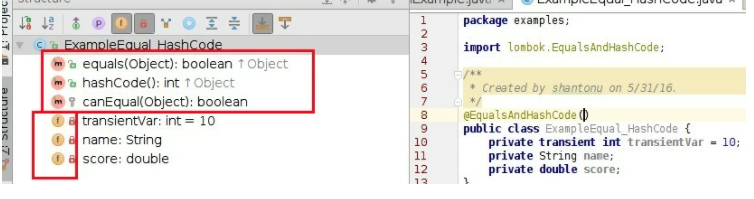 Structure
Project
Structure
ExampleEqual_HashCode
equals(Object): boolean ↑Object
hashCode(): int ↑Object
canEqual(Object): boolean
transientVar: int = 10
name: String
score: double
1 package examples;
2
3 import lombok.EqualsAndHashCode;
4
5 /**
6 * Created by shantonu on 5/31/16.
7 */
8 @EqualsAndHashCode()
9 public class ExampleEqual_HashCode {
10 private transient int transientVar = 10;
11 private String name;
12 private double score;
13 }